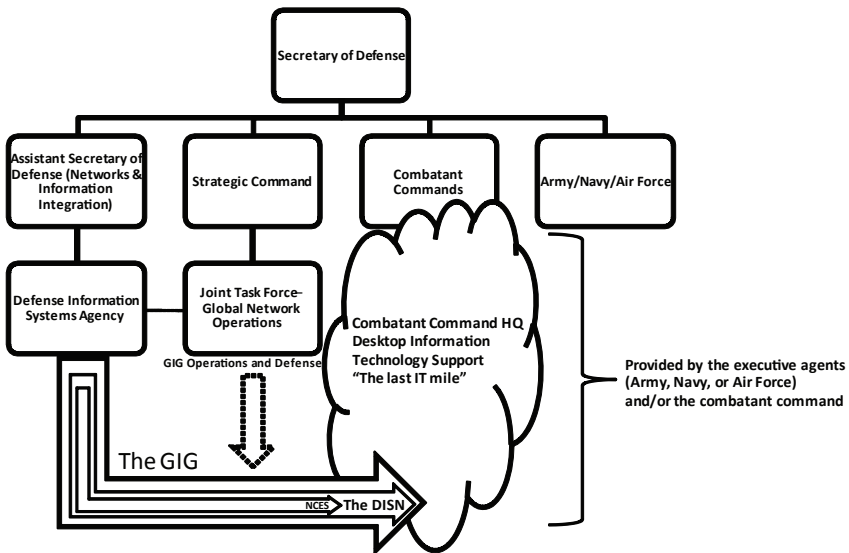 Secretary of Defense
Assistant Secretary of
Defense (Networks &
Information
Integration)
Strategic Command
Combatant
Commands
Army/Navy/Air Force
Defense Information
Systems Agency
Joint Task Force–
Global Network
Operations
GIG Operations and Defense
Combatant Command HQ
Desktop Information
Technology Support
“The last IT mile”
Provided by the executive agents
(Army, Navy, or Air Force)
and/or the combatant command
The GIG
NCES
The DISN